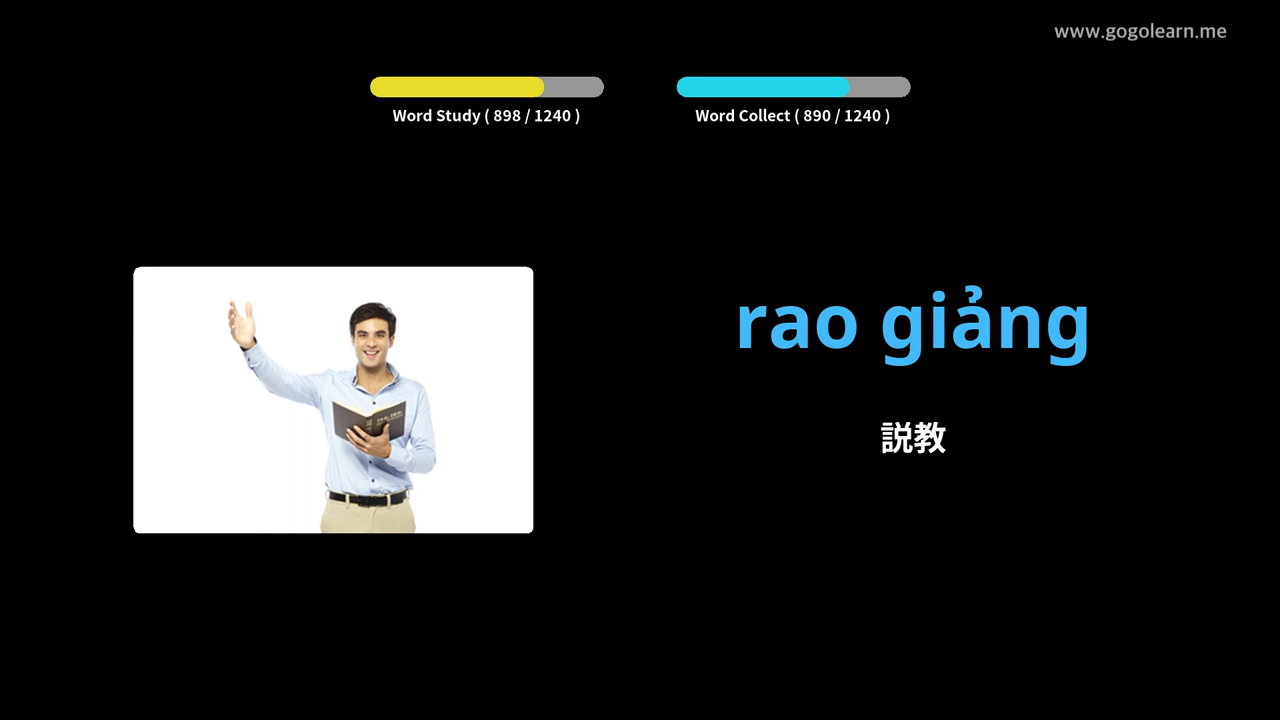 www.gogolearn.me
Word Study ( 898 / 1240 )
Word Collect ( 890 / 1240 )
rao giảng
説教